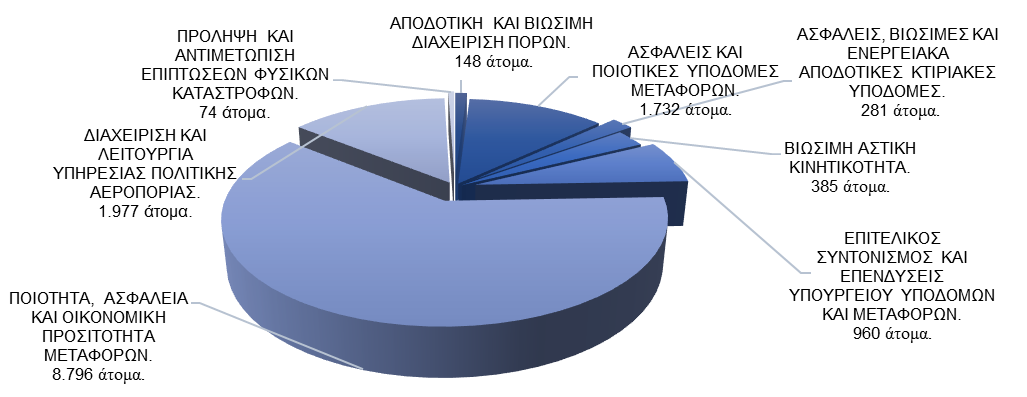 ΑΠΟΔΟΤΙΚΗ ΚΑΙ ΒΙΩΣΙΜΗ
ΔΙΑΧΕΙΡΙΣΗ ΠΟΡΩΝ.
148 άτομα.
ΑΣΦΑΛΕΙΣ ΚΑΙ
ΠΟΙΟΤΙΚΕΣ ΥΠΟΔΟΜΕΣ
ΜΕΤΑΦΟΡΩΝ.
1.732 άτομα.
ΑΣΦΑΛΕΙΣ, ΒΙΩΣΙΜΕΣ ΚΑΙ
ΕΝΕΡΓΕΙΑΚΑ
ΑΠΟΔΟΤΙΚΕΣ ΚΤΙΡΙΑΚΕΣ
ΥΠΟΔΟΜΕΣ.
281 άτομα.
ΒΙΩΣΙΜΗ ΑΣΤΙΚΗ
ΚΙΝΗΤΙΚΟΤΗΤΑ.
385 άτομα.
ΕΠΙΤΕΛΙΚΟΣ
ΣΥΝΤΟΝΙΣΜΟΣ ΚΑΙ
ΕΠΕΝΔΥΣΕΙΣ
ΥΠΟΥΡΓΕΙΟΥ ΥΠΟΔΟΜΩΝ
ΚΑΙ ΜΕΤΑΦΟΡΩΝ.
960 άτομα.
ΠΟΙΟΤΗΤΑ, ΑΣΦΑΛΕΙΑ
ΚΑΙ ΟΙΚΟΝΟΜΙΚΗ
ΠΡΟΣΙΤΟΤΗΤΑ
ΜΕΤΑΦΟΡΩΝ.
8.796 άτομα.
ΔΙΑΧΕΙΡΙΣΗ ΚΑΙ
ΛΕΙΤΟΥΡΓΙΑ
ΥΠΗΡΕΣΙΑΣ ΠΟΛΙΤΙΚΗΣ
ΑΕΡΟΠΟΡΙΑΣ.
1.977 άτομα.
ΠΡΟΛΗΨΗ ΚΑΙ
ΑΝΤΙΜΕΤΩΠΙΣΗ
ΕΠΙΠΤΩΣΕΩΝ ΦΥΣΙΚΩΝ
ΚΑΤΑΣΤΡΟΦΩΝ.
74 άτομα.